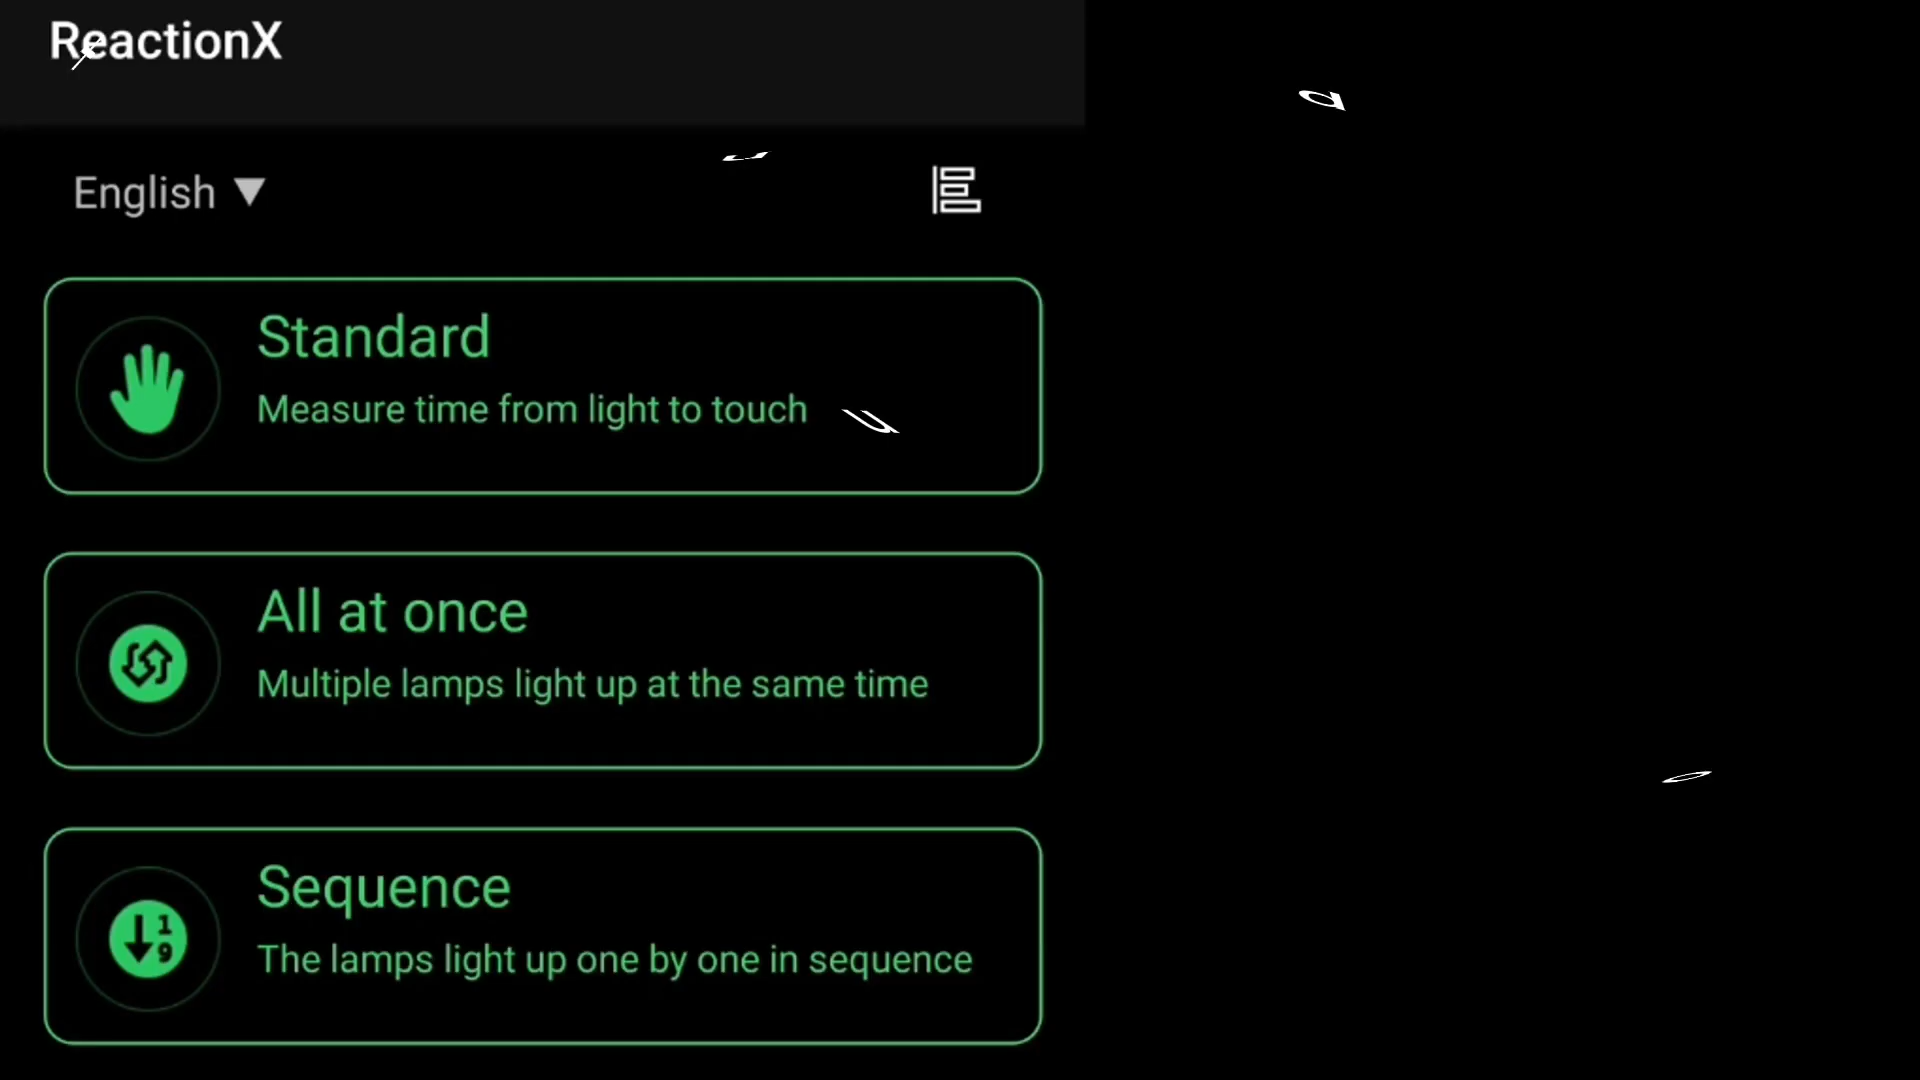 ReactionX
English
Standard
Measure time from light to touch
All at once
Multiple lamps light up at the same time
Sequence
The lamps light up one by one in sequence